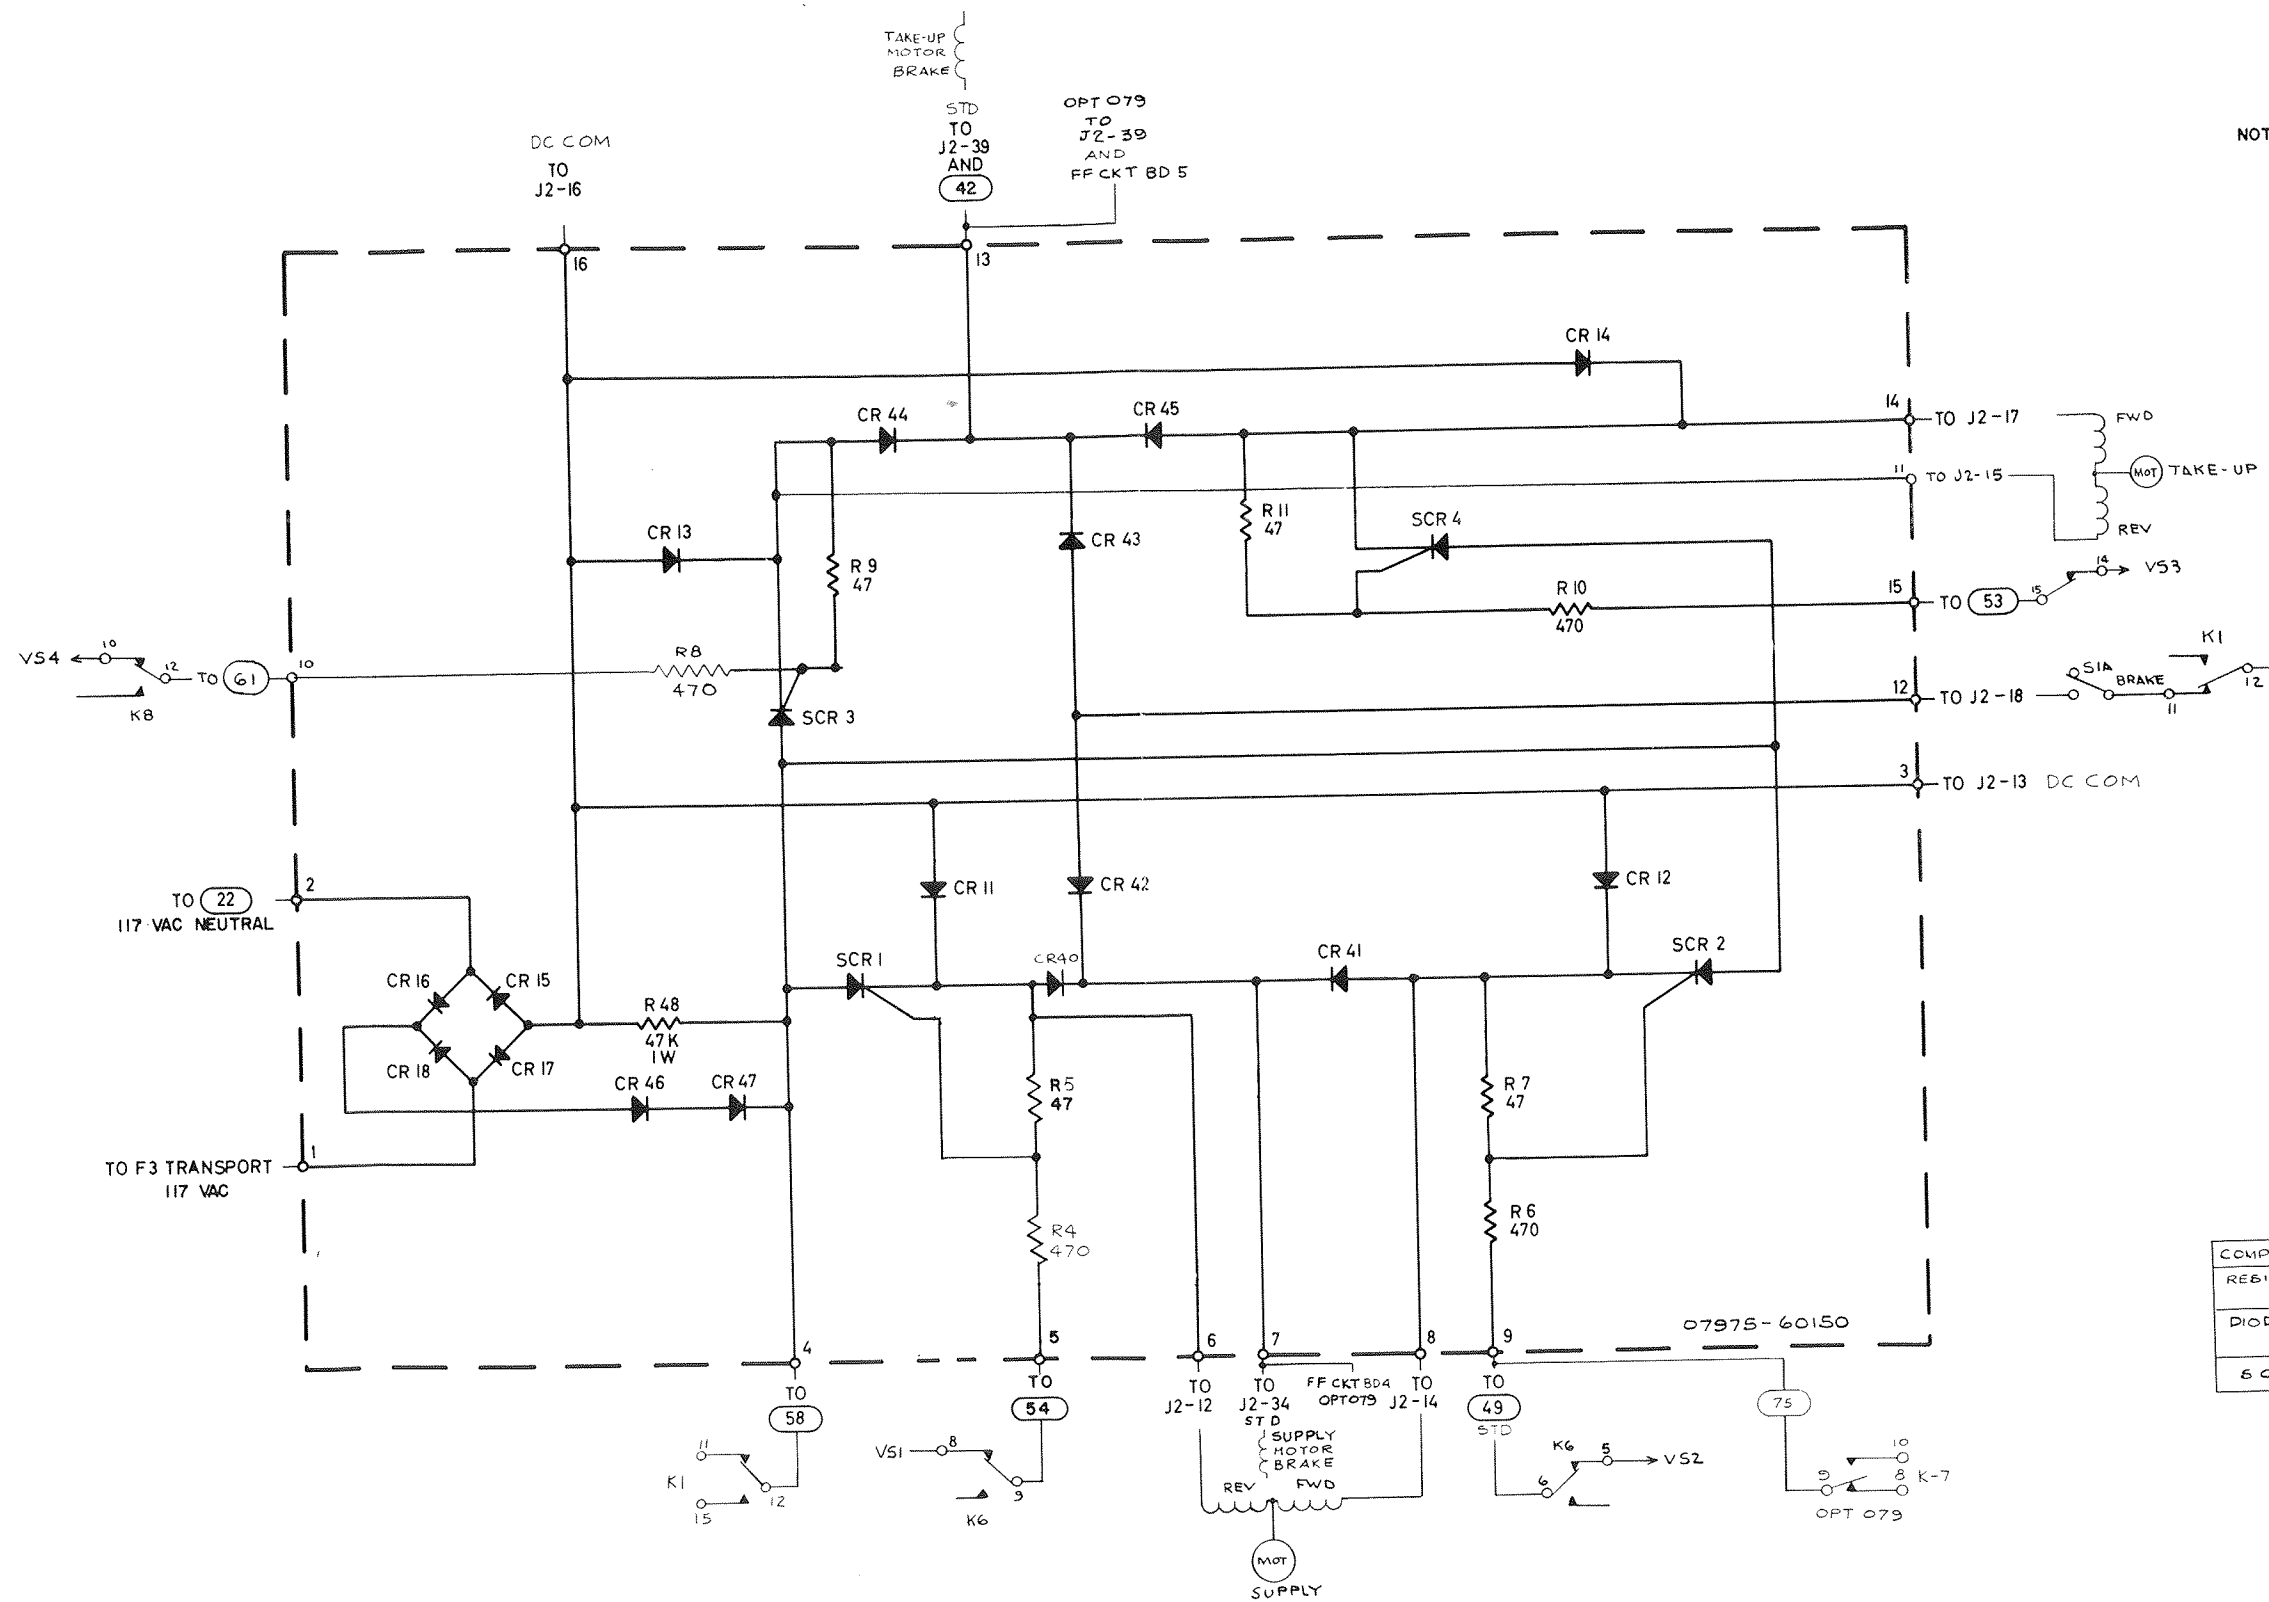 TAKE-UP
MOTOR
BRAKE
STD
TO
J2-39
AND
42
OPT 079
TO
J2-39
AND
FF CKT BD 5
DC COM
TO
J2-16
NOT
16
13
CR 14
14
TO J2-17
FWD
CR 44
CR 45
11
TO J2-15
MOT
TAKE-UP
REV
CR 13
R 9
47
CR 43
R 11
47
SCR 4
R 10
470
15
TO
53
15
14
VS3
VS4
10
12
TO
61
10
K8
R8
470
SCR 3
12
TO J2-18
S1A
BRAKE
11
K1
12
3
TO J2-13
DC COM
TO
22
2
117 VAC NEUTRAL
CR 11
CR 42
CR 12
CR 16
CR 15
CR 18
CR 17
R 48
47K
1W
SCR 1
CR40
CR 41
SCR 2
CR 46
CR 47
R5
47
R 7
47
TO F3 TRANSPORT
117 VAC
1
R4
470
R 6
470
07975-60150
4
5
6
7
8
9
TO
58
TO
54
TO
J2-12
TO
J2-34
STD
FF CKT BD4
OPT079
TO
J2-14
TO
49
STD
75
K1
11
12
15
VS1
8
9
K6
SUPPLY
MOTOR
BRAKE
REV
FWD
MOT
SUPPLY
K6
5
6
VS2
10
9
8
K-7
OPT 079
COMP
RESI
DIOD
SC